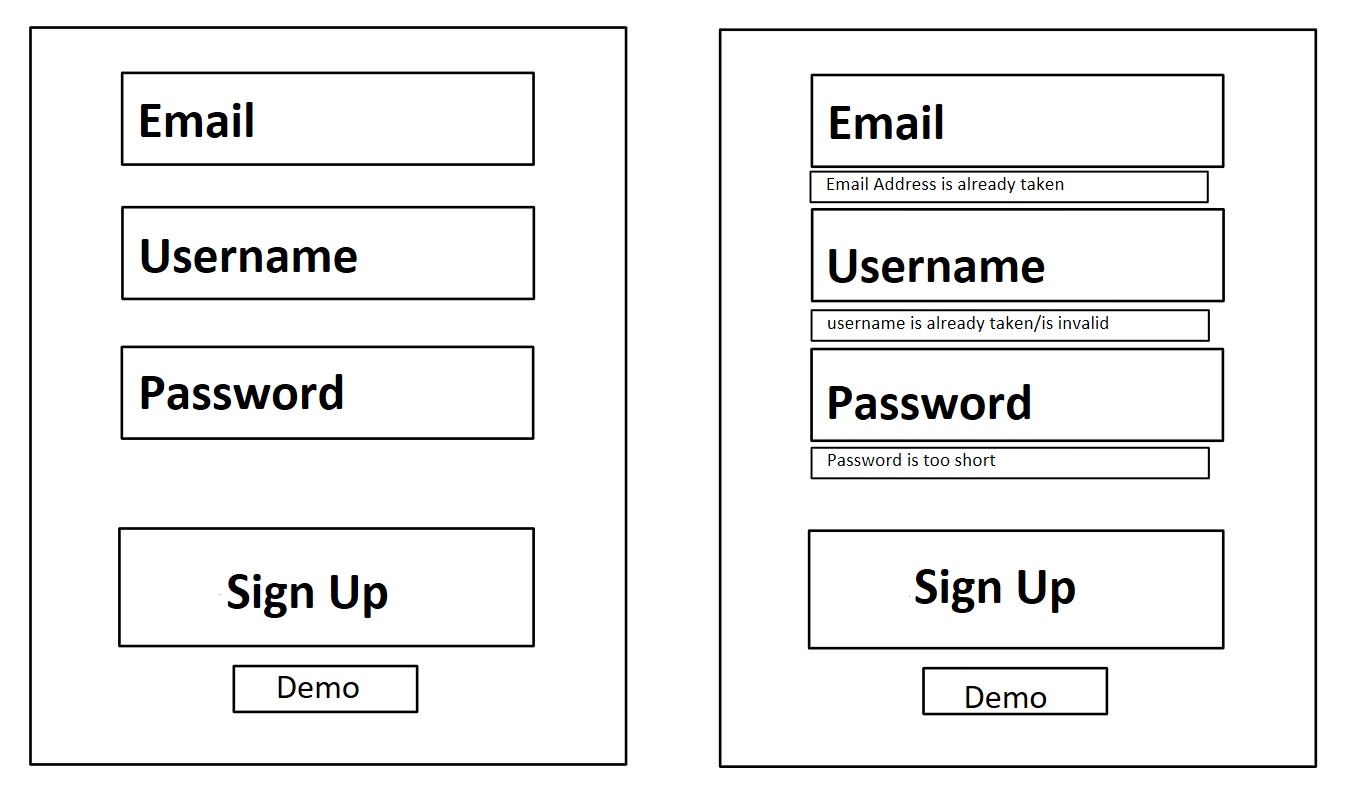 Email
Username
Password
Sign Up
Demo
Email
Email Address is already taken
Username
username is already taken/is invalid
Password
Password is too short
Sign Up
Demo